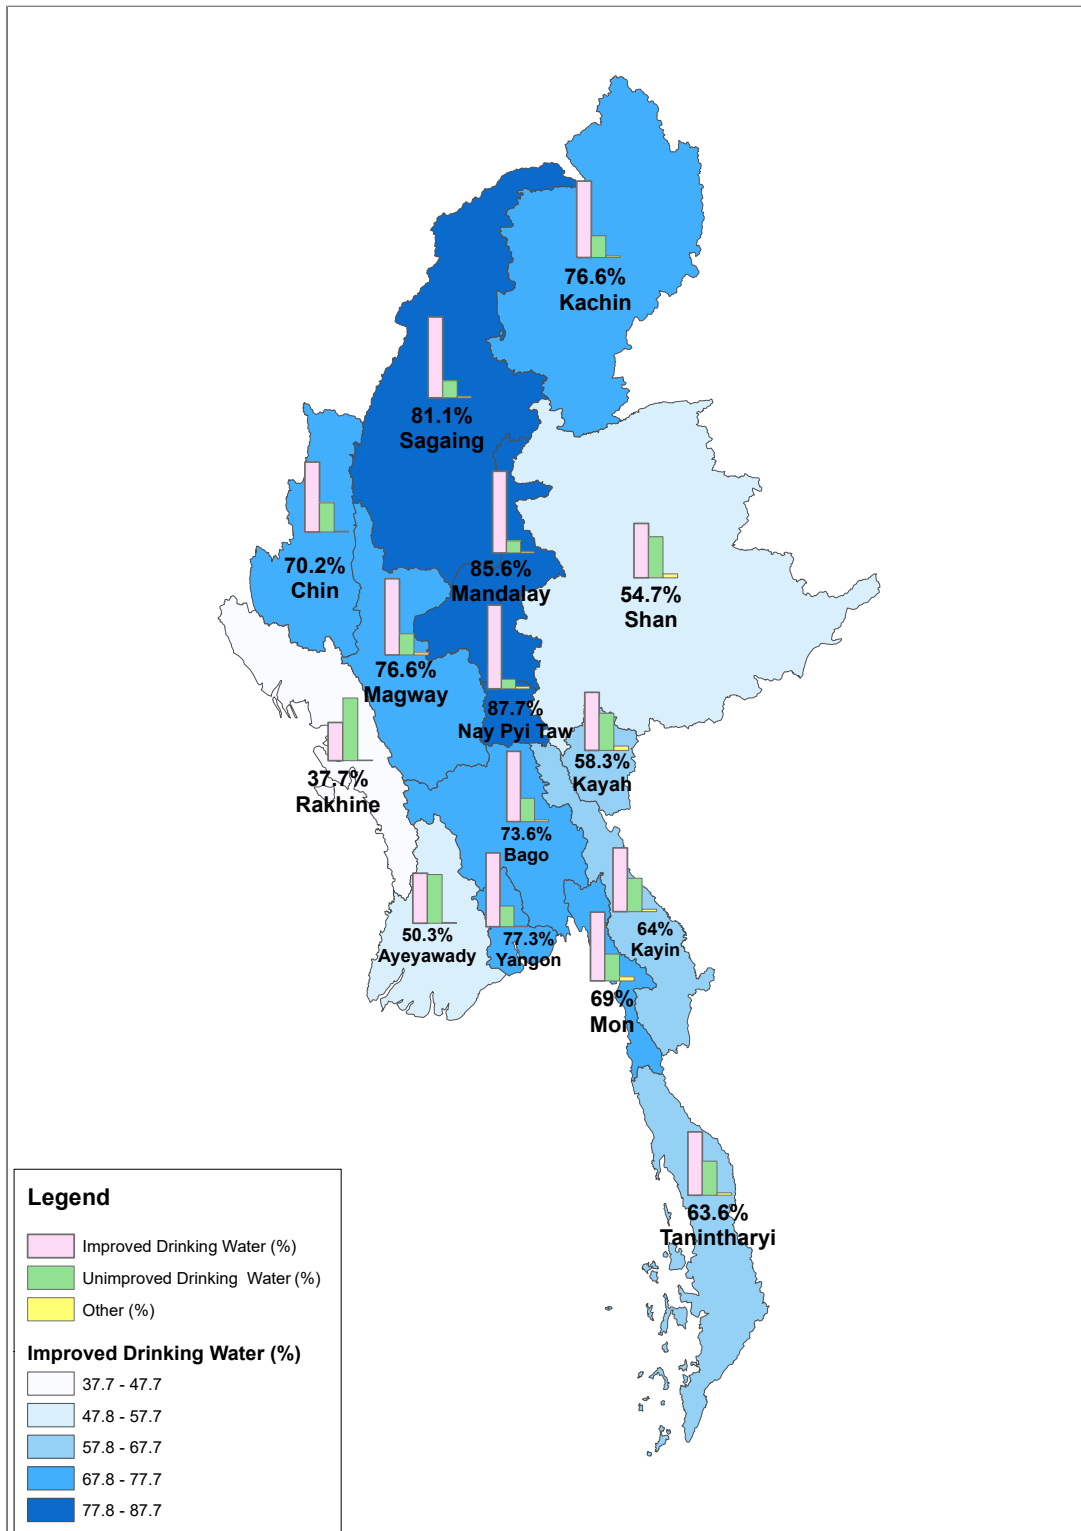 76.6%
Kachin
81.1%
Sagaing
70.2%
Chin
85.6%
Mandalay
54.7%
Shan
76.6%
Magway
87.7%
Nay Pyi Taw
58.3%
Kayah
37.7%
Rakhine
73.6%
Bago
50.3%
Ayeyawady
77.3%
Yangon
64%
Kayin
69%
Mon
63.6%
Tanintharyi
Legend
Improved Drinking Water (%)
Unimproved Drinking Water (%)
Other (%)
Improved Drinking Water (%)
37.7 - 47.7
47.8 - 57.7
57.8 - 67.7
67.8 - 77.7
77.8 - 87.7